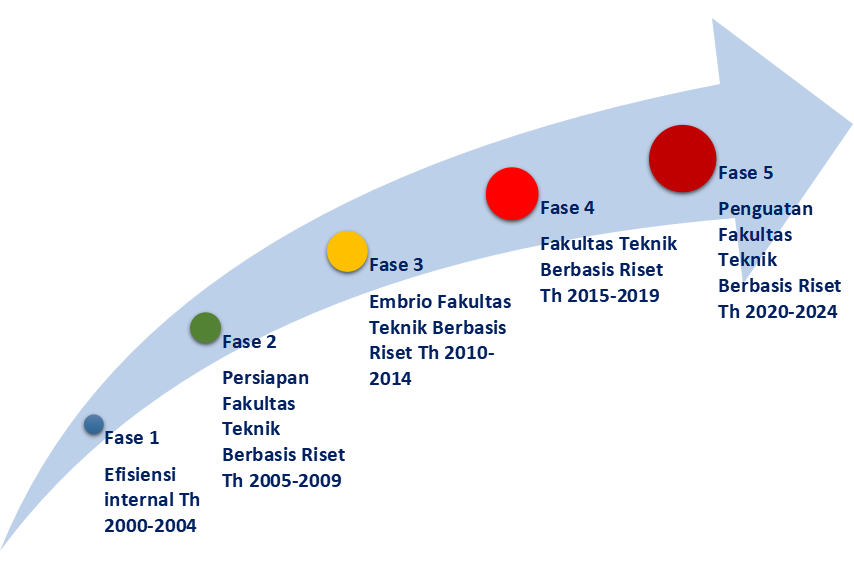 Fase 1
Efisiensi
internal Th
2000-2004
Fase 2
Persiapan
Fakultas
Teknik
Berbasis Riset
Th 2005-2009
Fase 3
Embrio Fakultas
Teknik Berbasis
Riset Th 2010-
2014
Fase 4
Fakultas Teknik
Berbasis Riset
Th 2015-2019
Fase 5
Penguatan
Fakultas
Teknik
Berbasis Riset
Th 2020-2024